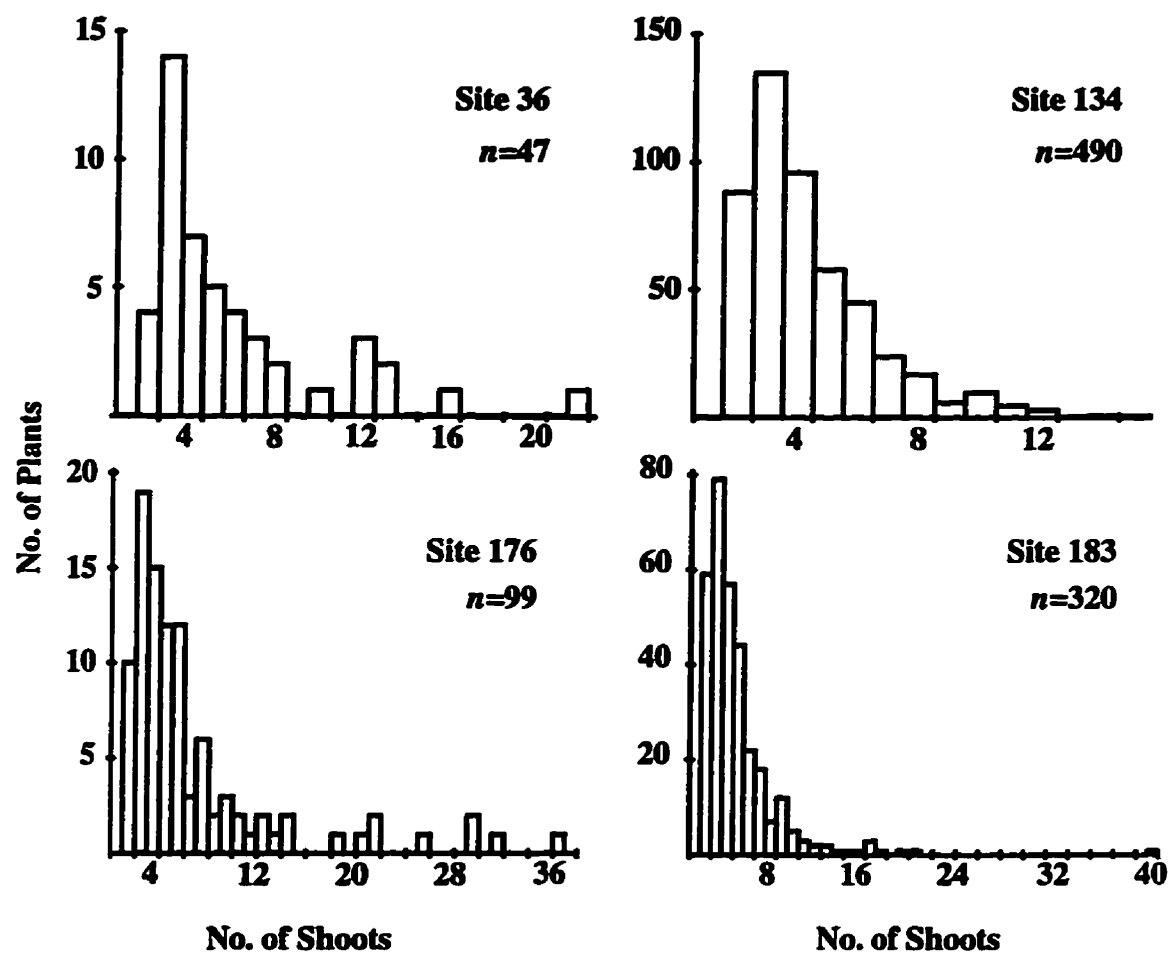 No. of Plants
15
10
5
Site 36
n=47
4 8 12 16 20
150
100
50
Site 134
n=490
4 8 12
20
15
10
5
Site 176
n=99
4 12 20 28 36
No. of Shoots
80
60
40
20
Site 183
n=320
8 16 24 32 40
No. of Shoots